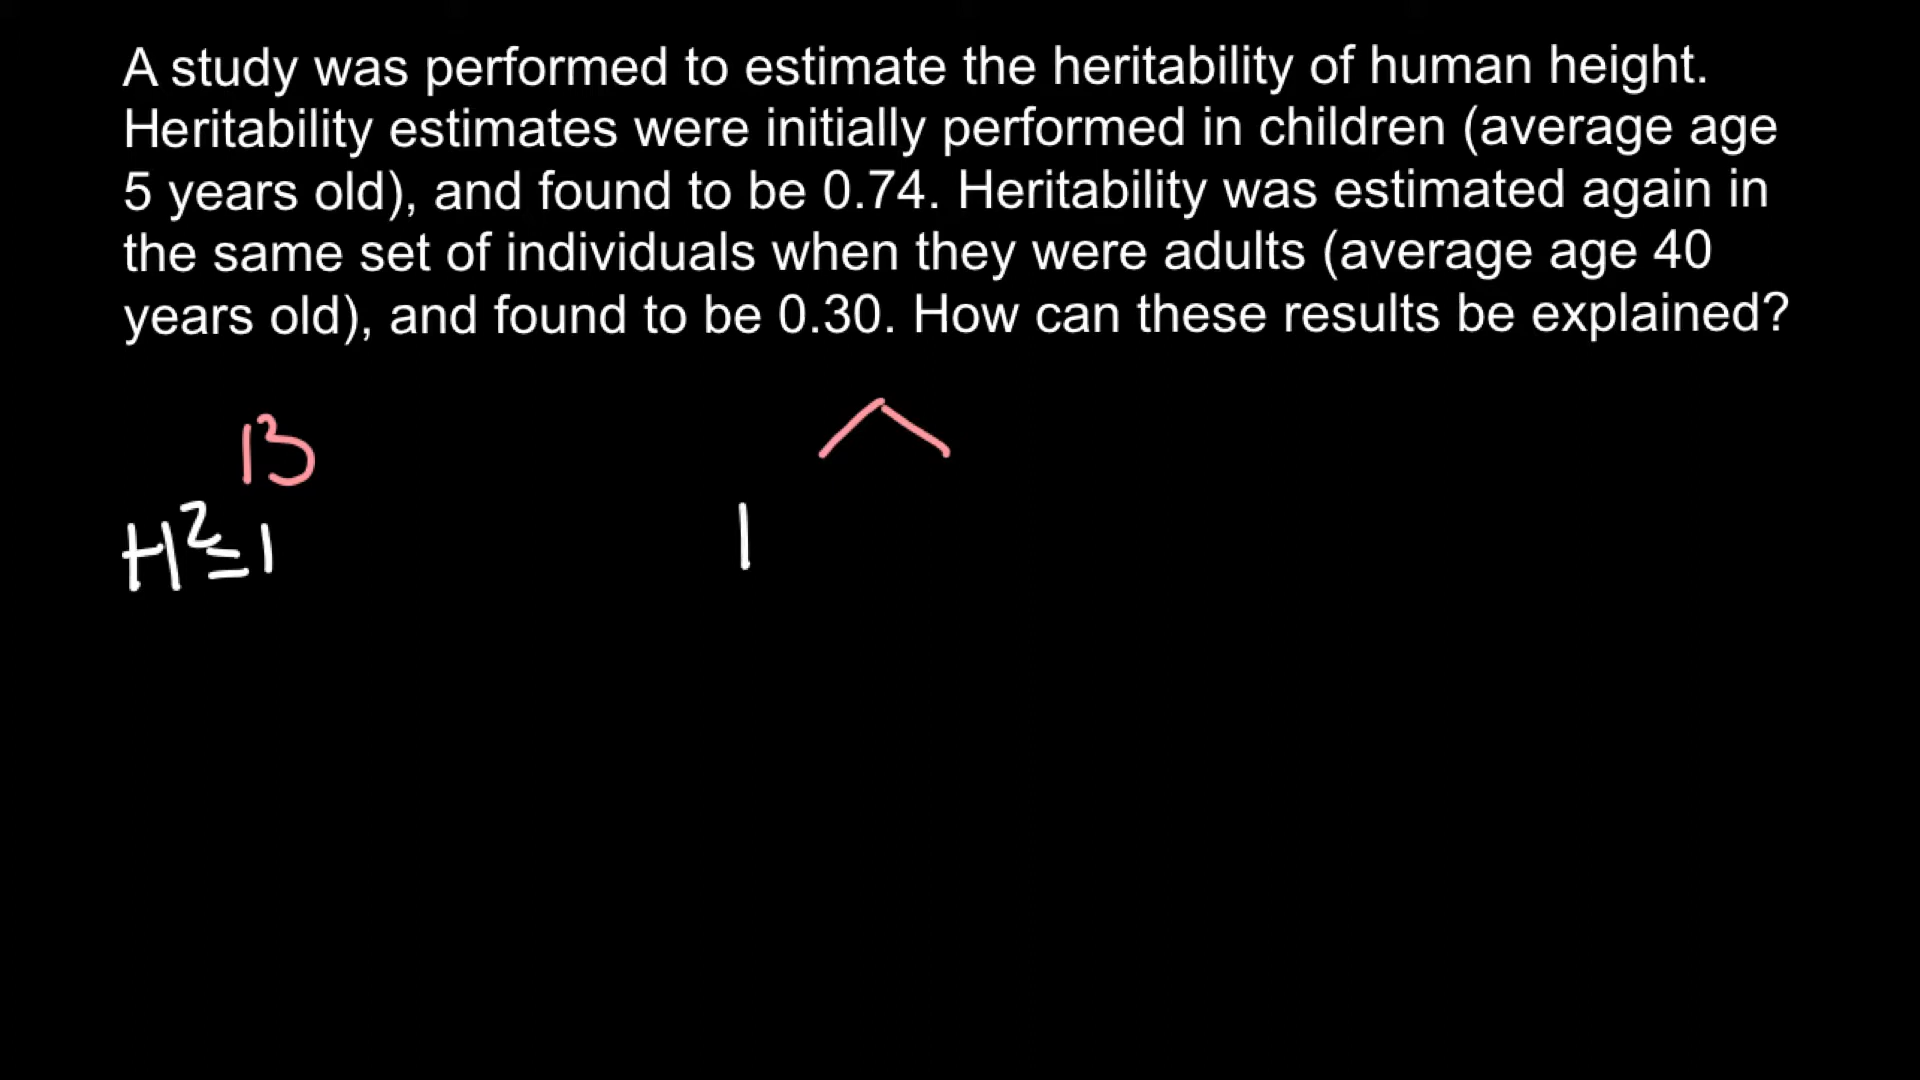 A study was performed to estimate the heritability of human height.
Heritability estimates were initially performed in children (average age
5 years old), and found to be 0.74. Heritability was estimated again in
the same set of individuals when they were adults (average age 40
years old), and found to be 0.30. How can these results be explained?
13
H²=1
1